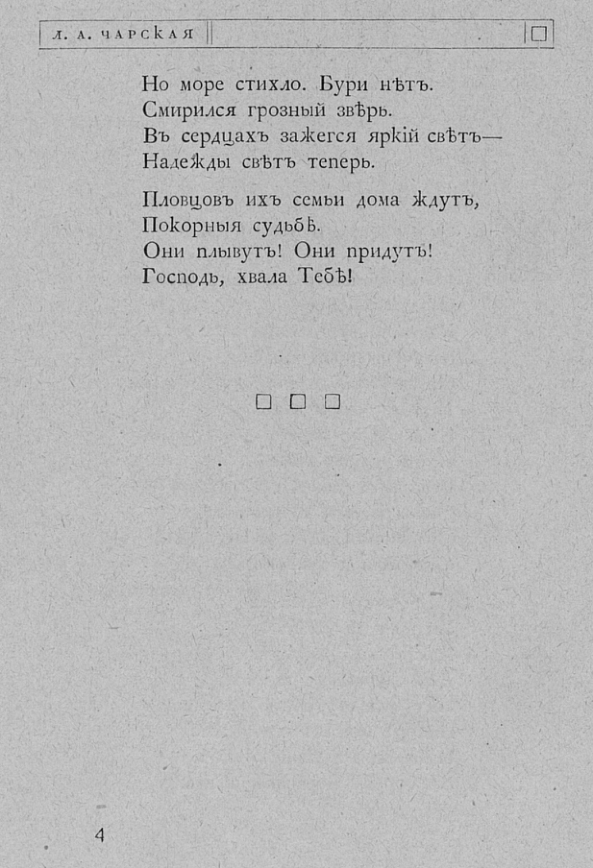 Л. А. ЧАРСКАЯ
Но море стихло. Бури нѣтъ.
Смирился грозный звѣрь.
Въ сердцахъ зажегся яркій свѣтъ—
Надежды свѣтъ теперь.
Пловцовъ ихъ семьи дома ждутъ,
Покорныя судьбѣ.
Они плывутъ! Они придутъ!
Господь, хвала Тебѣ!
4